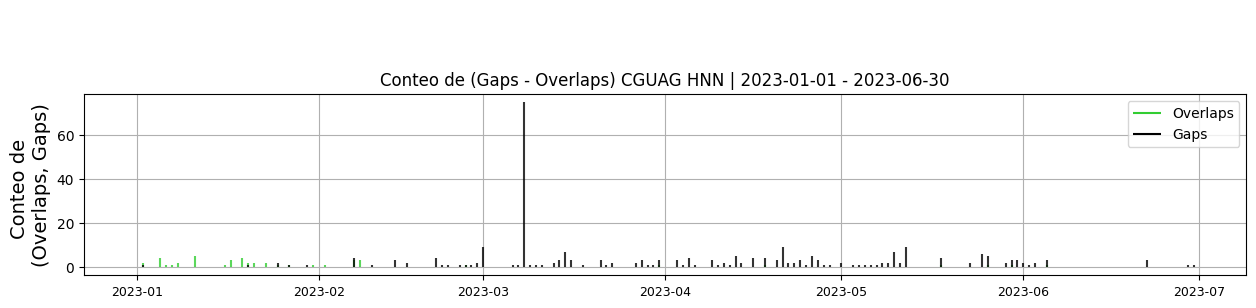 Conteo de (Gaps - Overlaps) CGUAG HNN | 2023-01-01 - 2023-06-30
Conteo de
(Overlaps, Gaps)
60
40
20
0
Overlaps
Gaps
2023-01
2023-02
2023-03
2023-04
2023-05
2023-06
2023-07